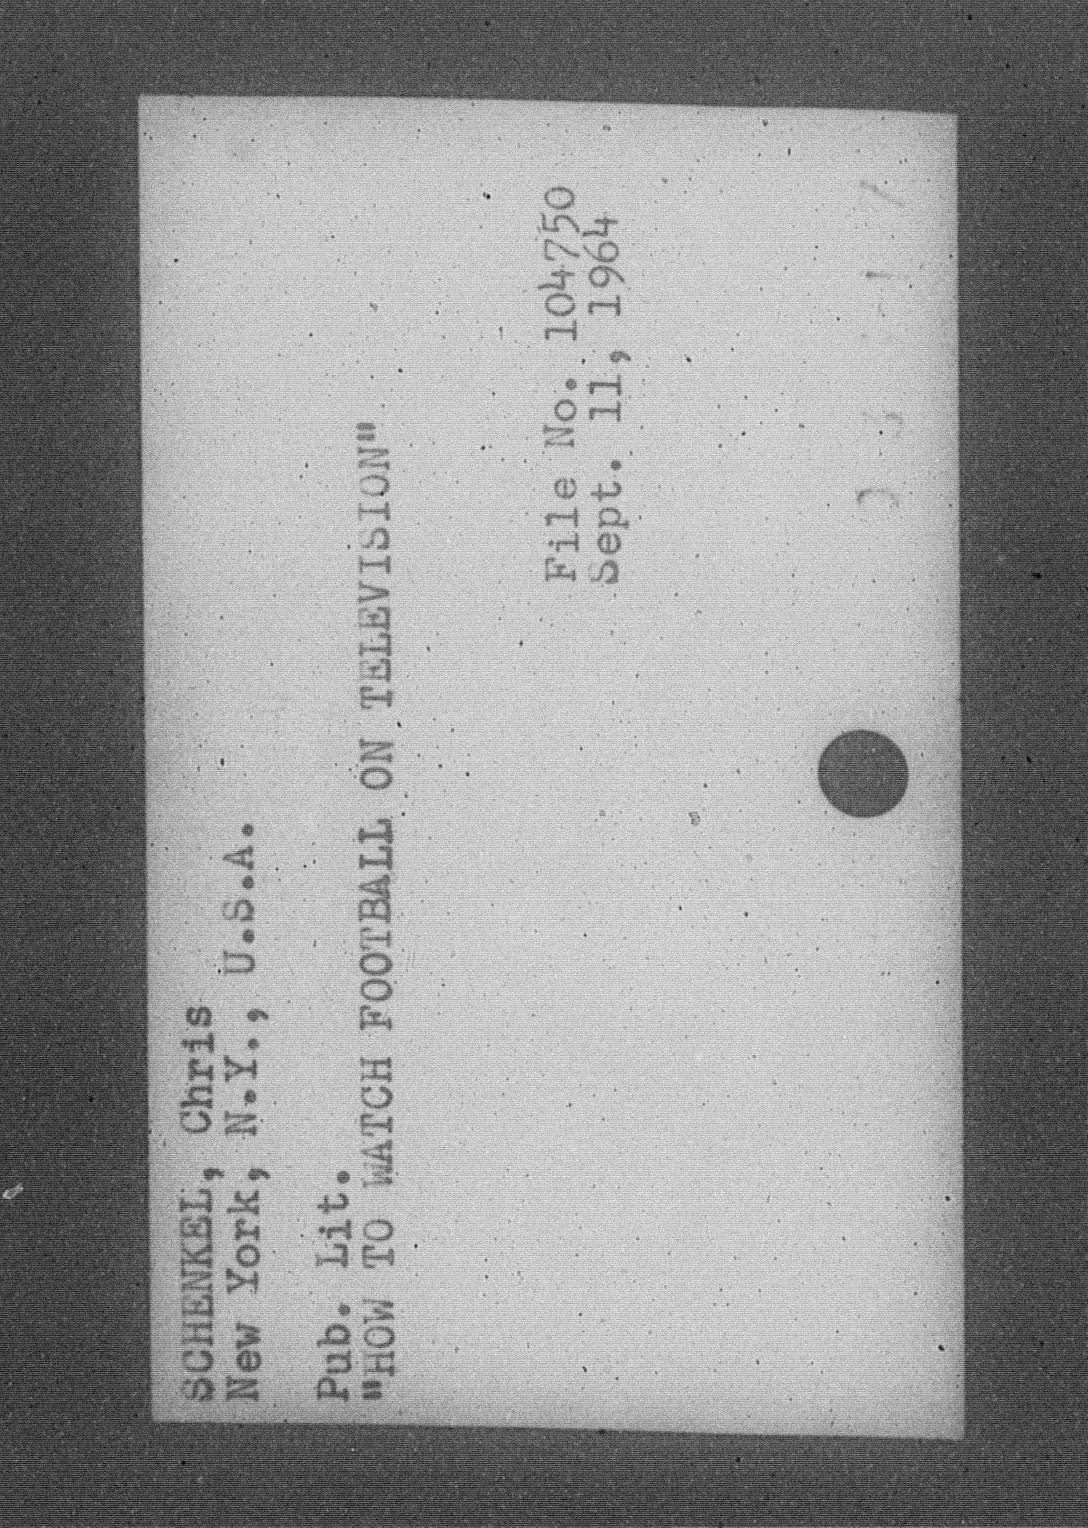 SCHENKEL, Chris
New York, N.Y., U.S.A.
Pub. Lit.
"HOW TO WATCH FOOTBALL ON TELEVISION"
File No. 104750
Sept. 11, 1964